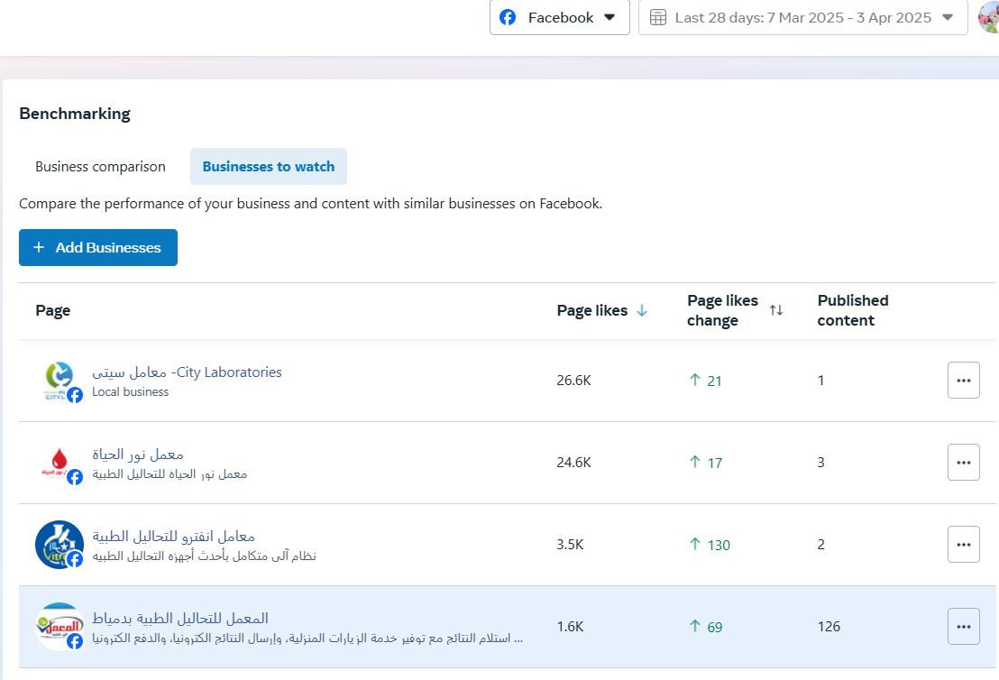 Facebook
Last 28 days: 7 Mar 2025 - 3 Apr 2025
Benchmarking
Business comparison
Businesses to watch
Compare the performance of your business and content with similar businesses on Facebook.
+ Add Businesses
Page
Page likes ↓
Page likes change ↑↓
Published content
معامل سيتى -City Laboratories
Local business
26.6K
↑ 21
1
معمل نور الحياة
معمل نور الحياه للتحاليل الطبية
24.6K
↑ 17
3
معامل انفترو للتحاليل الطبية
نظام آلى متكامل بأحدث أجهزه التحاليل الطبيه
3.5K
↑ 130
2
المعمل للتحاليل الطبية بدمياط
استلام النتائج مع توفير خدمة الزيارات المنزلية، وإرسال النتائج الكترونيا، والدفع الكترونيا ...
1.6K
↑ 69
126